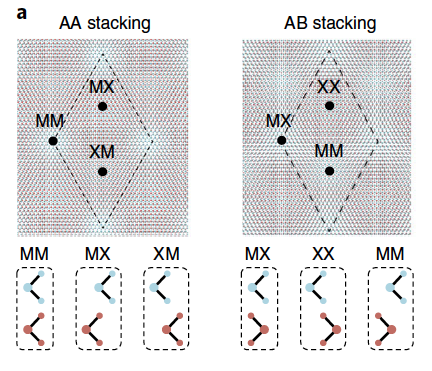 a
AA stacking
AB stacking
MX
MM
XM
XX
MX
MM
MM MX XM
MX XX MM